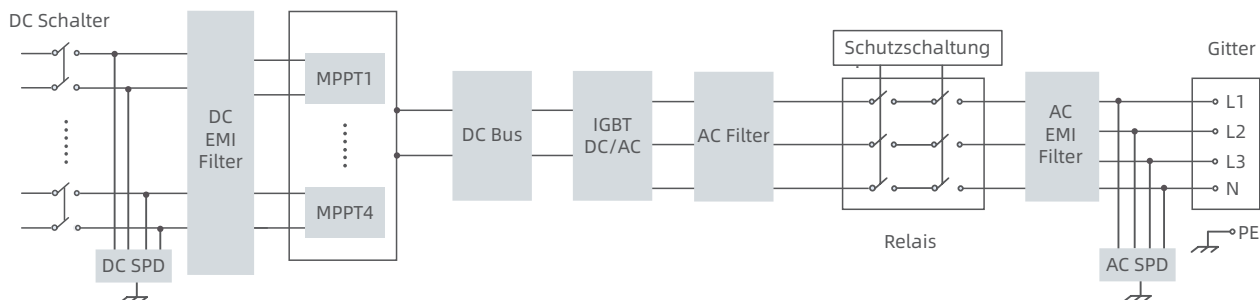 DC Schalter
DC
EMI
Filter
MPPT1
MPPT4
DC SPD
DC Bus
IGBT
DC/AC
AC Filter
Schutzschaltung
Relais
AC
EMI
Filter
Gitter
L1
L2
L3
N
PE
AC SPD